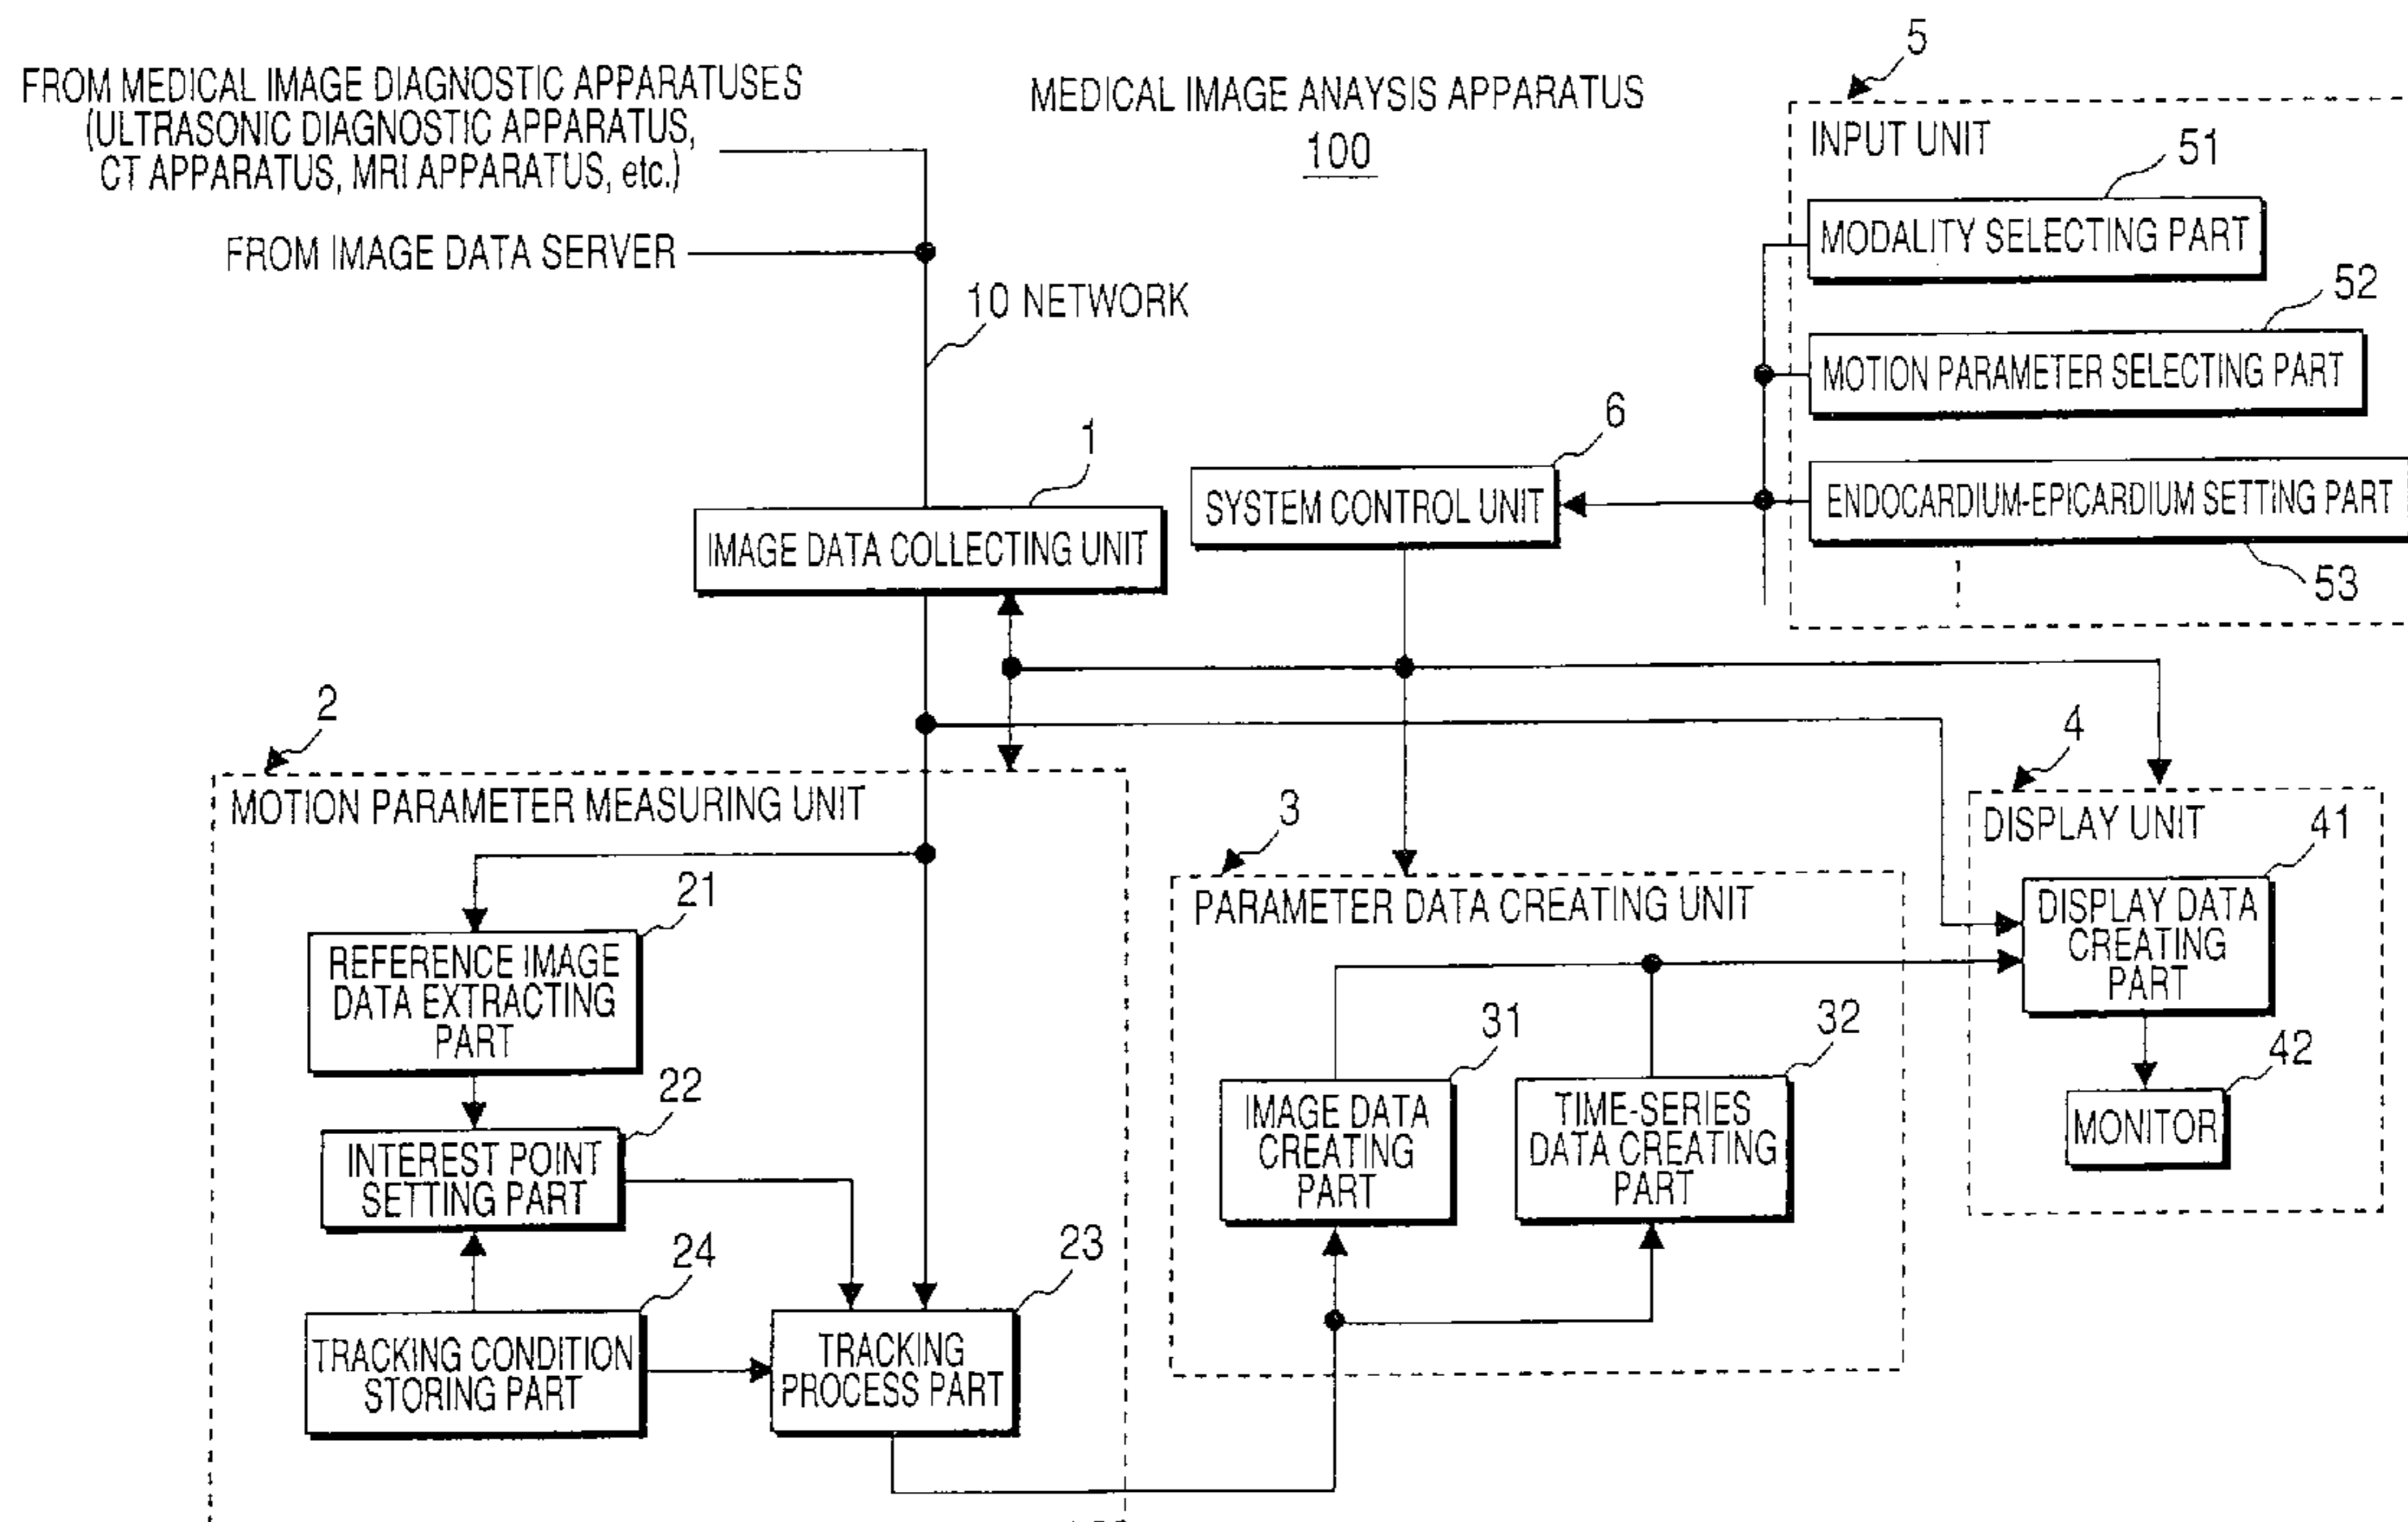 FROM MEDICAL IMAGE DIAGNOSTIC APPARATUSES
(ULTRASONIC DIAGNOSTIC APPARATUS,
CT APPARATUS, MRI APPARATUS, etc.)
FROM IMAGE DATA SERVER
10 NETWORK
MEDICAL IMAGE ANAYSIS APPARATUS
100
5
INPUT UNIT
51
MODALITY SELECTING PART
52
MOTION PARAMETER SELECTING PART
ENDOCARDIUM-EPICARDIUM SETTING PART
53
6
SYSTEM CONTROL UNIT
1
IMAGE DATA COLLECTING UNIT
2
MOTION PARAMETER MEASURING UNIT
21
REFERENCE IMAGE
DATA EXTRACTING
PART
22
INTEREST POINT
SETTING PART
24
TRACKING CONDITION
STORING PART
23
TRACKING
PROCESS PART
3
PARAMETER DATA CREATING UNIT
31
IMAGE DATA
CREATING
PART
32
TIME-SERIES
DATA CREATING
PART
4
DISPLAY UNIT
41
DISPLAY DATA
CREATING
PART
42
MONITOR